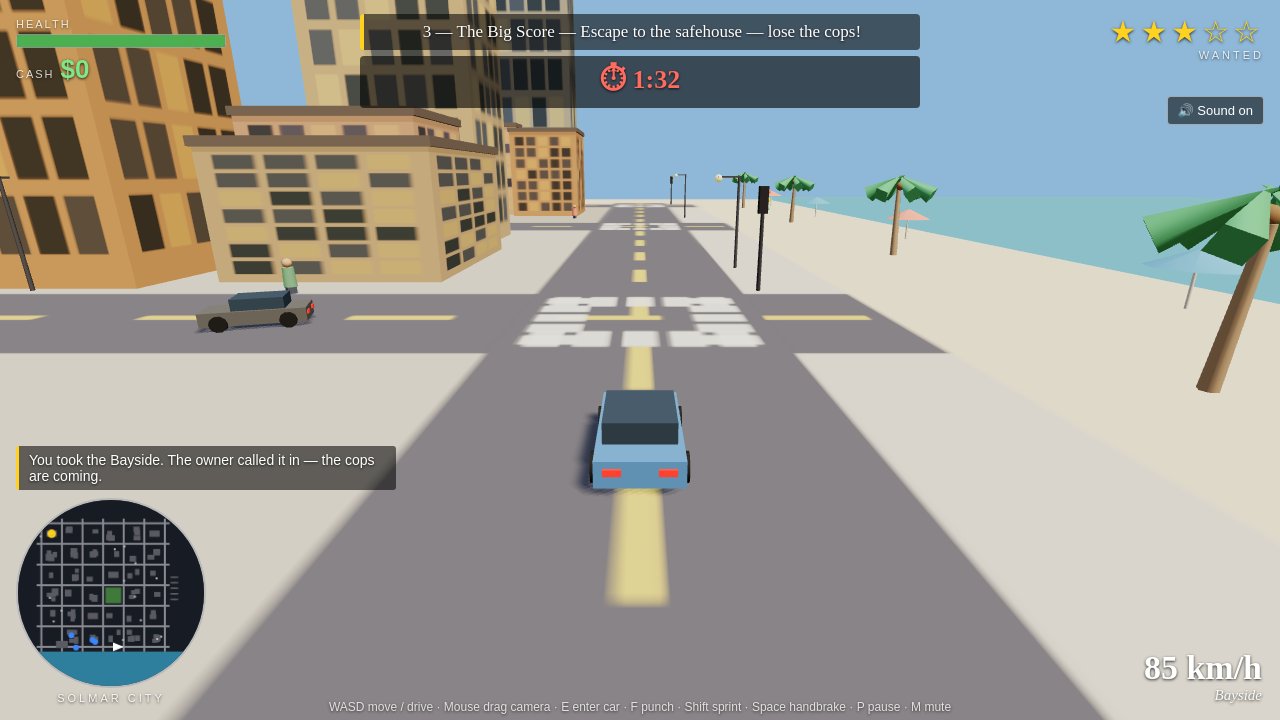 HEALTH
CASH $0
3 — The Big Score — Escape to the safehouse — lose the cops!
⏱ 1:32
★★★☆☆
WANTED
🔊 Sound on
You took the Bayside. The owner called it in — the cops
are coming.
SOLMAR CITY
WASD move / drive · Mouse drag camera · E enter car · F punch · Shift sprint · Space handbrake · P pause · M mute
85 km/h
Bayside